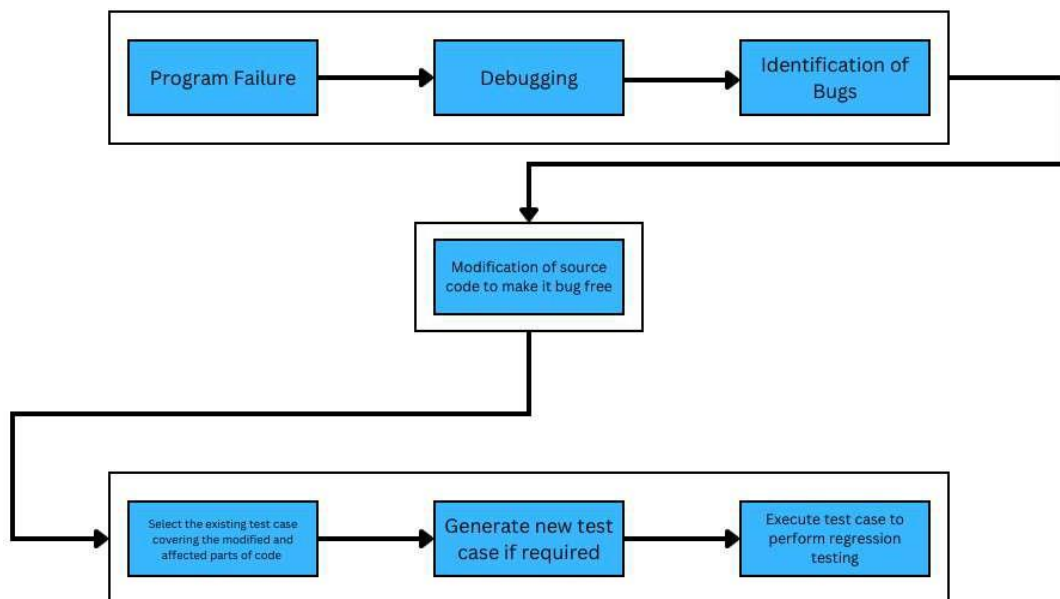 Program Failure
Debugging
Identification of
Bugs
Modification of source
code to make it bug free
Select the existing test case
covering the modified and
affected parts of code
Generate new test
case if required
Execute test case to
perform regression
testing